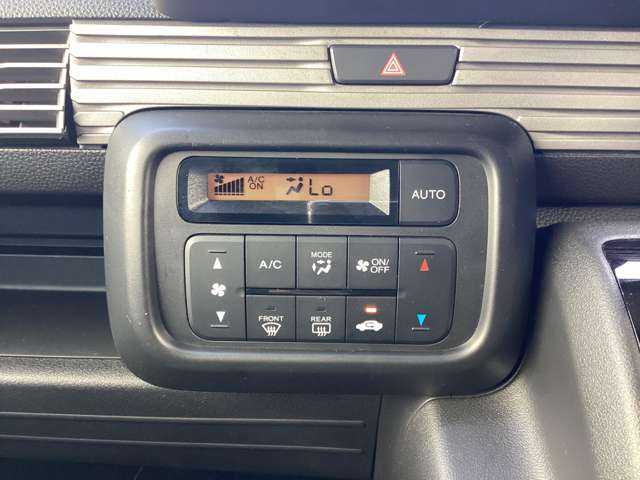 A/C
ON
Lo
AUTO
A/C
MODE
ON/
OFF
FRONT
REAR